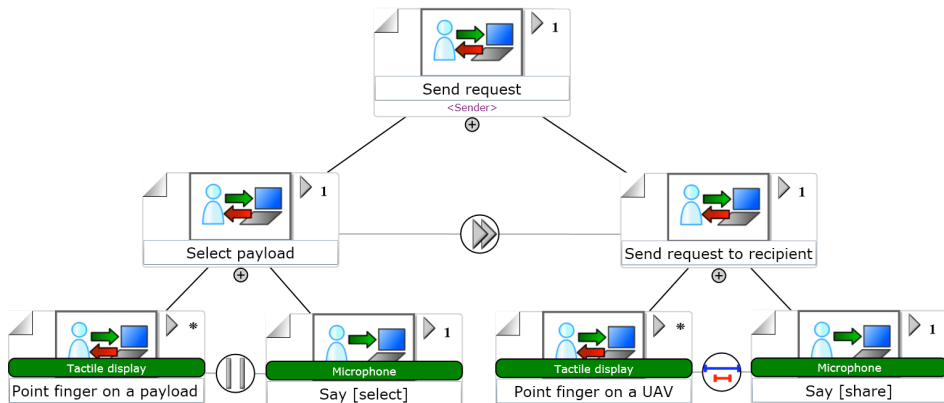 1
Send request
<Sender>
1
Select payload
1
Send request to recipient
*
Tactile display
Point finger on a payload
1
Microphone
Say [select]
*
Tactile display
Point finger on a UAV
1
Microphone
Say [share]